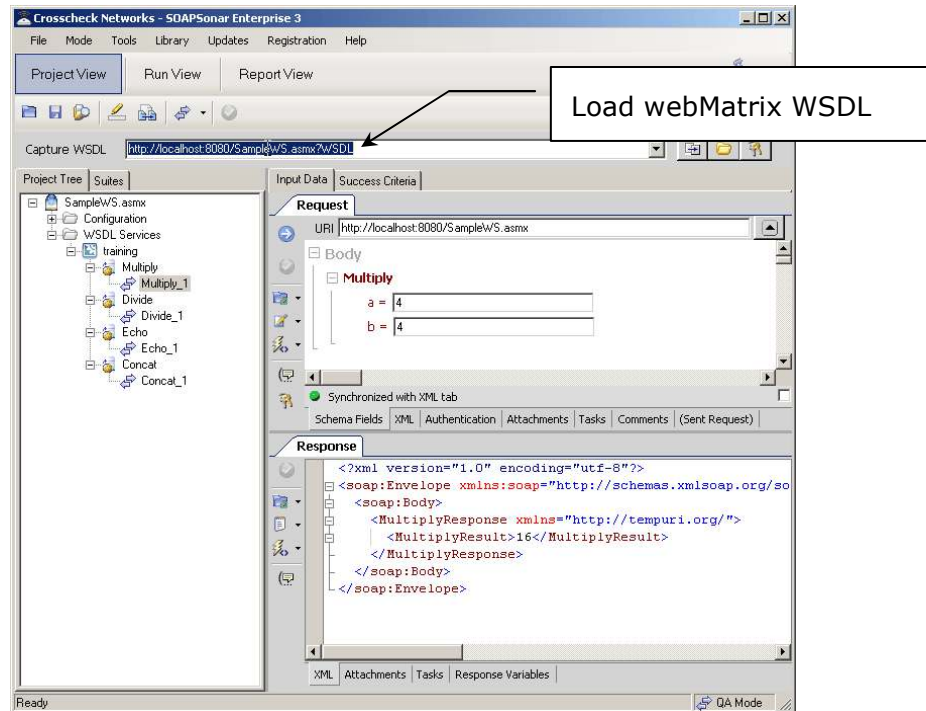 Crosscheck Networks - SOAPSonar Enterprise 3
File Mode Tools Library Updates Registration Help
Project View Run View Report View
Load webMatrix WSDL
Capture WSDL http://localhost:8080/SampleWS.asmx?WSDL
Project Tree Suites
SampleWS.asmx
Configuration
WSDL Services
training
Multiply
Multiply_1
Divide
Divide_1
Echo
Echo_1
Concat
Concat_1
Input Data Success Criteria
Request
URI http://localhost:8080/SampleWS.asmx
Body
Multiply
a = 4
b = 4
Synchronized with XML tab
Schema Fields XML Authentication Attachments Tasks Comments (Sent Request)
Response
<?xml version="1.0" encoding="utf-8"?>
<soap:Envelope xmlns:soap="http://schemas.xmlsoap.org/so
<soap:Body>
<MultiplyResponse xmlns="http://tempuri.org/">
<MultiplyResult>16</MultiplyResult>
</MultiplyResponse>
</soap:Body>
</soap:Envelope>
XML Attachments Tasks Response Variables
Ready QA Mode